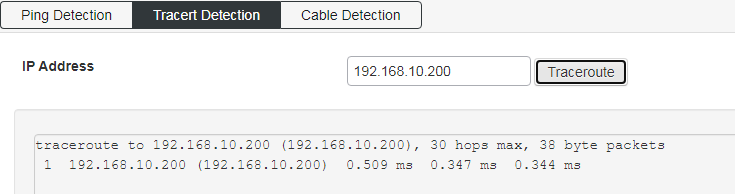 Ping Detection Tracert Detection Cable Detection
IP Address 192.168.10.200 Traceroute
traceroute to 192.168.10.200 (192.168.10.200), 30 hops max, 38 byte packets
1 192.168.10.200 (192.168.10.200) 0.509 ms 0.347 ms 0.344 ms